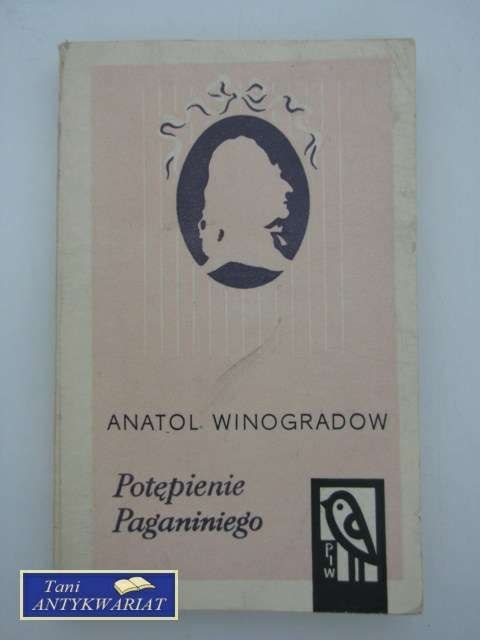 ANATOL WINOGRADOW
Potępienie
Paganiniego
PIW
Tani
ANTYKWARIAT